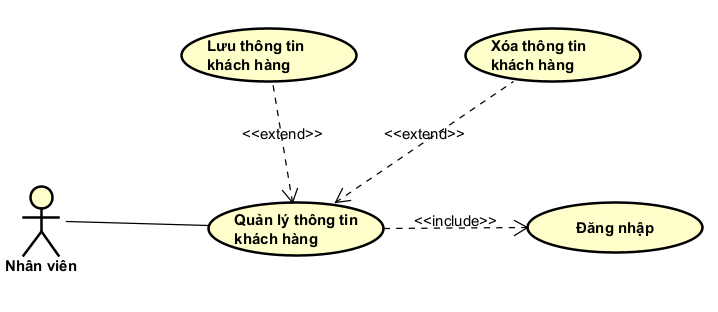 Lưu thông tin
khách hàng
Xóa thông tin
khách hàng
<<extend>>
<<extend>>
Quản lý thông tin
khách hàng
<<include>>
Đăng nhập
Nhân viên